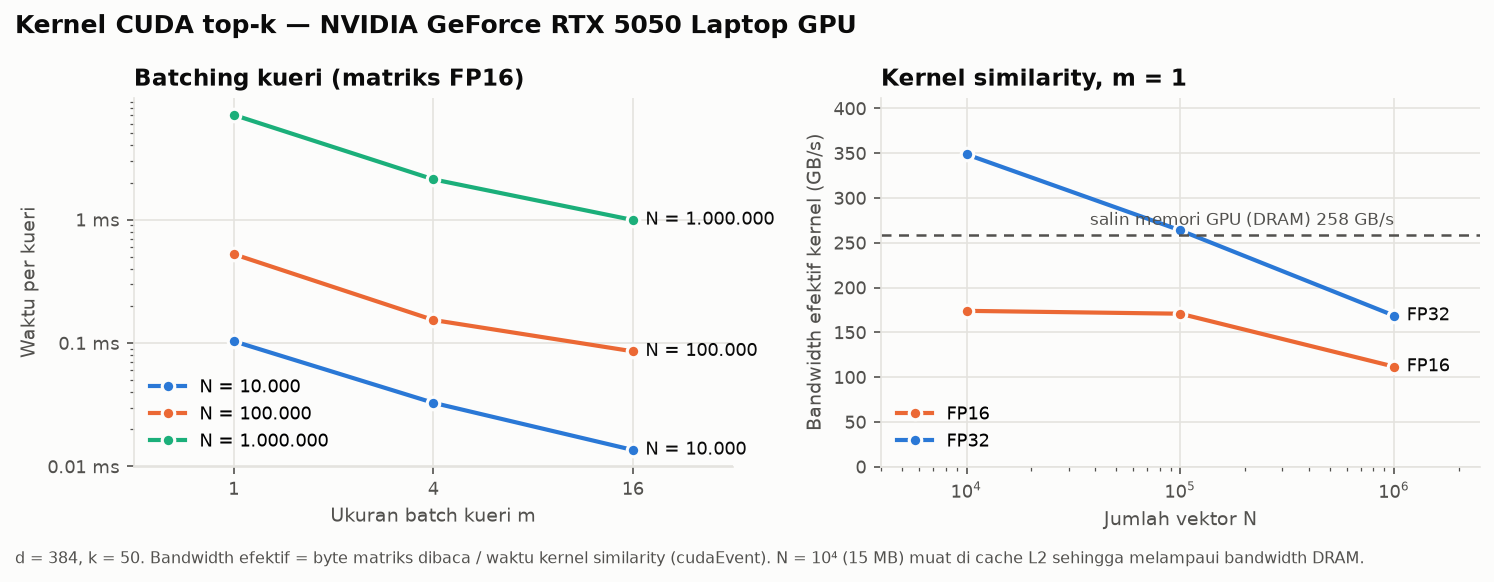 Kernel CUDA top-k — NVIDIA GeForce RTX 5050 Laptop GPU
Batching kueri (matriks FP16)
Waktu per kueri
1 ms
0.1 ms
0.01 ms
N = 1.000.000
N = 100.000
N = 10.000
N = 10.000
N = 100.000
N = 1.000.000
1 4 16
Ukuran batch kueri m
Kernel similarity, m = 1
Bandwidth efektif kernel (GB/s)
400
350
300
250
200
150
100
50
0
salin memori GPU (DRAM) 258 GB/s
FP32
FP16
FP16
FP32
10⁴ 10⁵ 10⁶
Jumlah vektor N
d = 384, k = 50. Bandwidth efektif = byte matriks dibaca / waktu kernel similarity (cudaEvent). N = 10⁴ (15 MB) muat di cache L2 sehingga melampaui bandwidth DRAM.